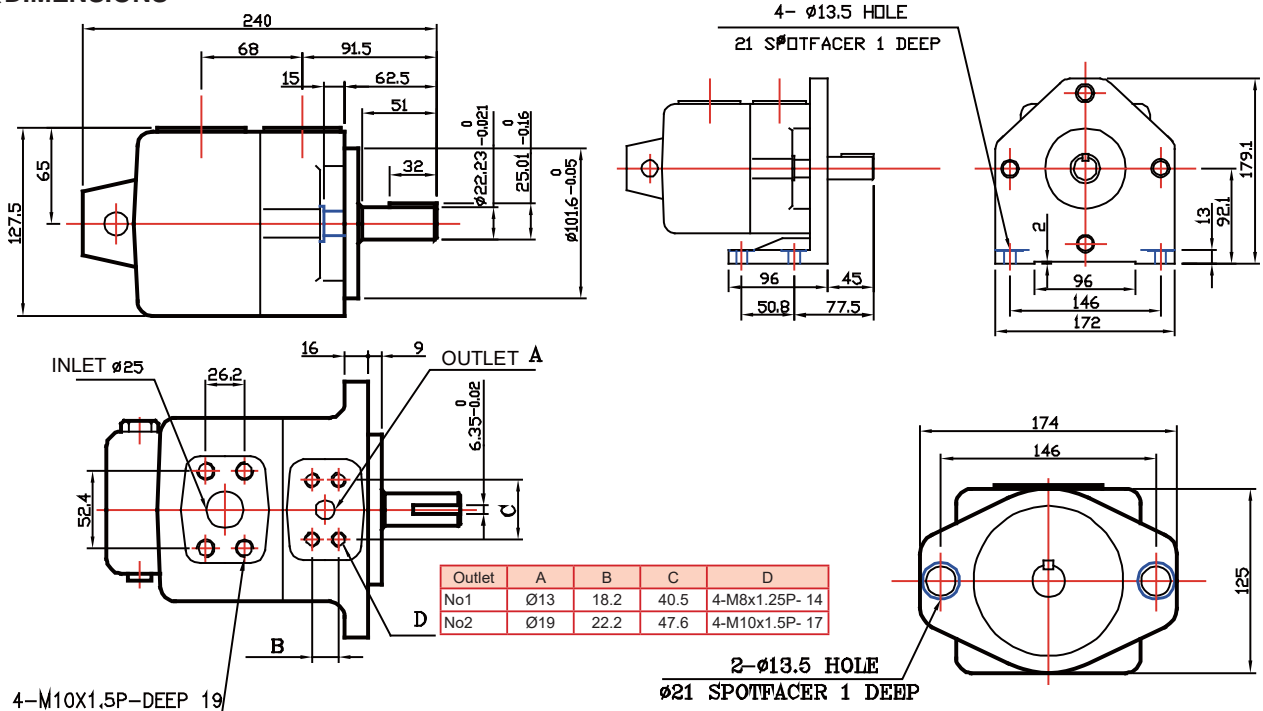 DIMENSIONS
240
68
91.5
15
62.5
51
32
65
127.5
Ø22.23 0 -0.021
25.01 0 -0.16
Ø101.6 0 -0.05
4- Ø13.5 HOLE
21 SPØTFACER 1 DEEP
96
45
50.8
77.5
179.1
92.1
13
2
96
146
172
INLET Ø25
26.2
52.4
16
9
OUTLET A
6.35 0 -0.02
C
D
B
4-M10X1.5P-DEEP 19
Outlet A B C D
No1 Ø13 18.2 40.5 4-M8x1.25P- 14
No2 Ø19 22.2 47.6 4-M10x1.5P- 17
174
146
125
2-Ø13.5 HOLE
Ø21 SPOTFACER 1 DEEP